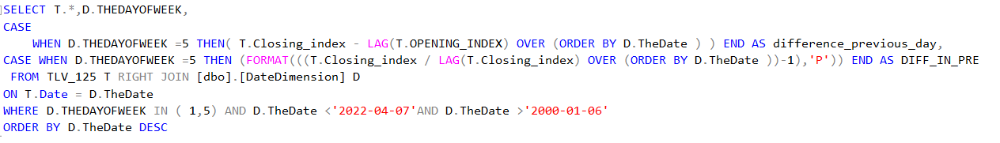 SELECT T.*,D.THEDAYOFWEEK,
CASE
WHEN D.THEDAYOFWEEK =5 THEN( T.Closing_index - LAG(T.OPENING_INDEX) OVER (ORDER BY D.TheDate ) ) END AS difference_previous_day,
CASE WHEN D.THEDAYOFWEEK =5 THEN (FORMAT(((T.Closing_index / LAG(T.Closing_index) OVER (ORDER BY D.TheDate ))-1),'P')) END AS DIFF_IN_PRE
FROM TLV_125 T RIGHT JOIN [dbo].[DateDimension] D
ON T.Date = D.TheDate
WHERE D.THEDAYOFWEEK IN ( 1,5) AND D.TheDate <'2022-04-07'AND D.TheDate >'2000-01-06'
ORDER BY D.TheDate DESC